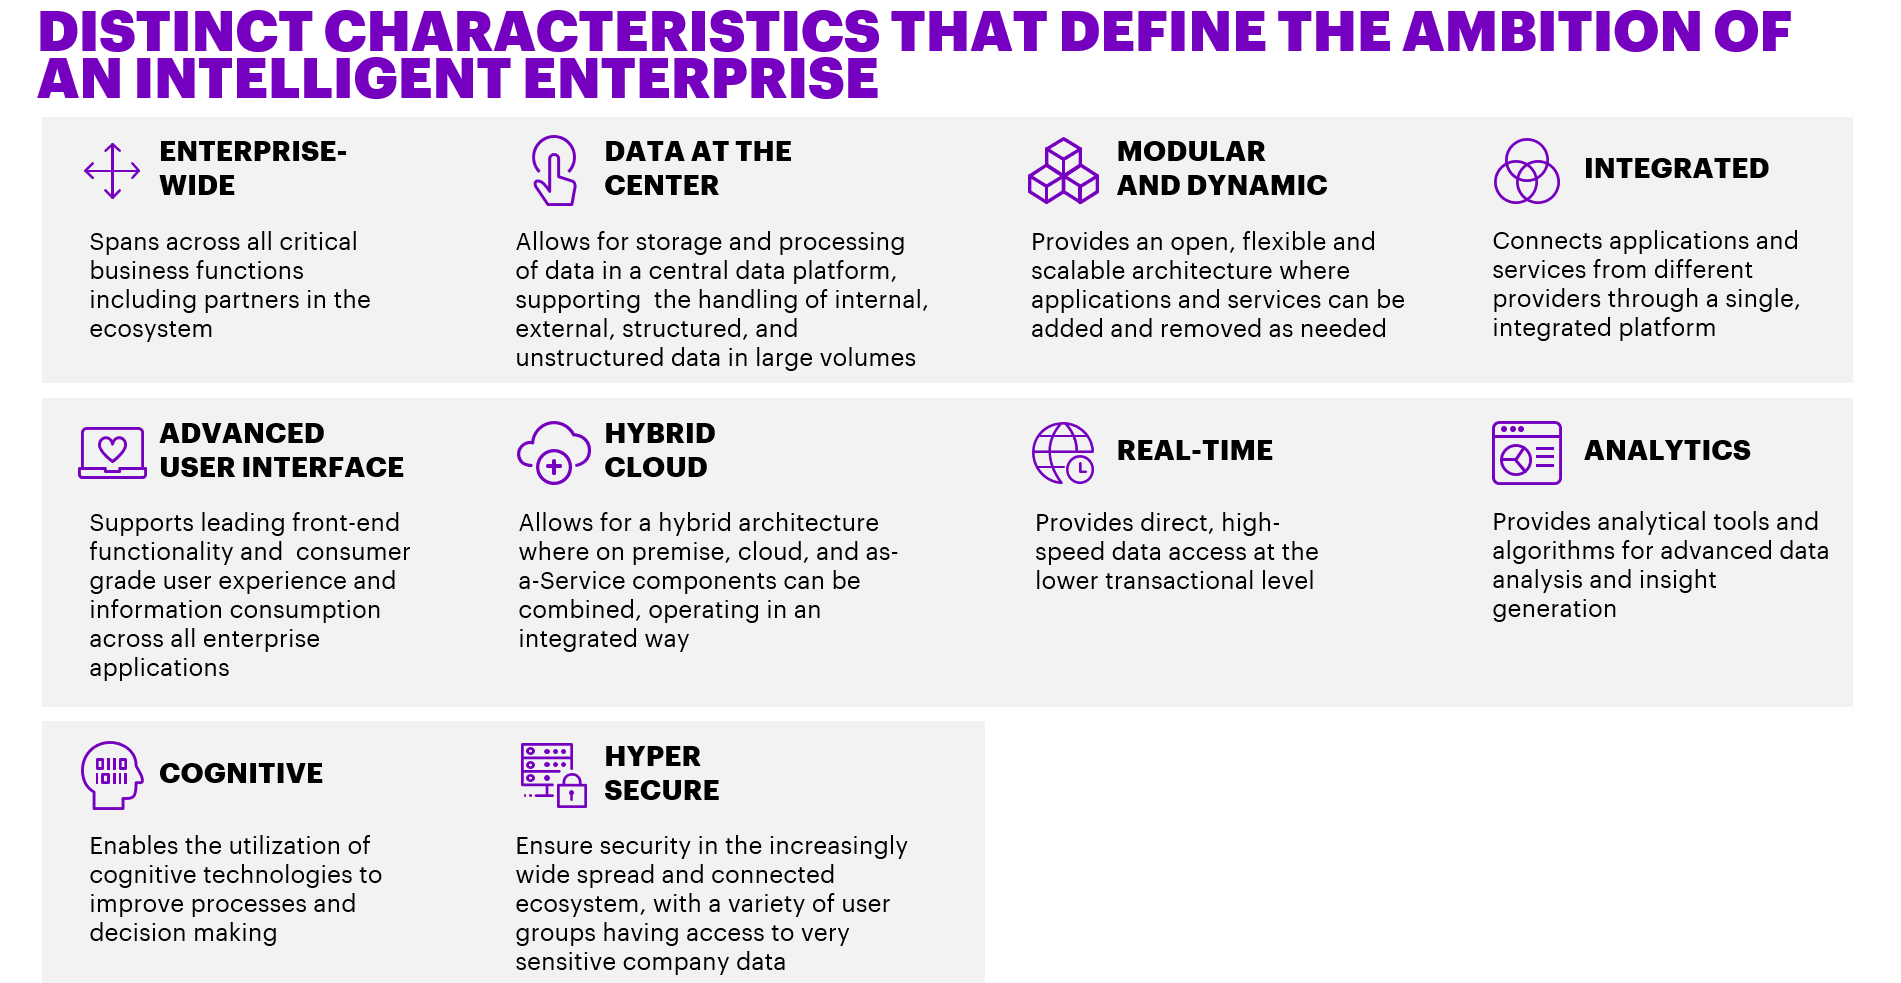 DISTINCT CHARACTERISTICS THAT DEFINE THE AMBITION OF
AN INTELLIGENT ENTERPRISE
ENTERPRISE-
WIDE
Spans across all critical
business functions
including partners in the
ecosystem
DATA AT THE
CENTER
Allows for storage and processing
of data in a central data platform,
supporting  the handling of internal,
external, structured, and
unstructured data in large volumes
MODULAR
AND DYNAMIC
Provides an open, flexible and
scalable architecture where
applications and services can be
added and removed as needed
INTEGRATED
Connects applications and
services from different
providers through a single,
integrated platform
ADVANCED
USER INTERFACE
Supports leading front-end
functionality and  consumer
grade user experience and
information consumption
across all enterprise
applications
HYBRID
CLOUD
Allows for a hybrid architecture
where on premise, cloud, and as-
a-Service components can be
combined, operating in an
integrated way
REAL-TIME
Provides direct, high-
speed data access at the
lower transactional level
ANALYTICS
Provides analytical tools and
algorithms for advanced data
analysis and insight
generation
COGNITIVE
Enables the utilization of
cognitive technologies to
improve processes and
decision making
HYPER
SECURE
Ensure security in the increasingly
wide spread and connected
ecosystem, with a variety of user
groups having access to very
sensitive company data